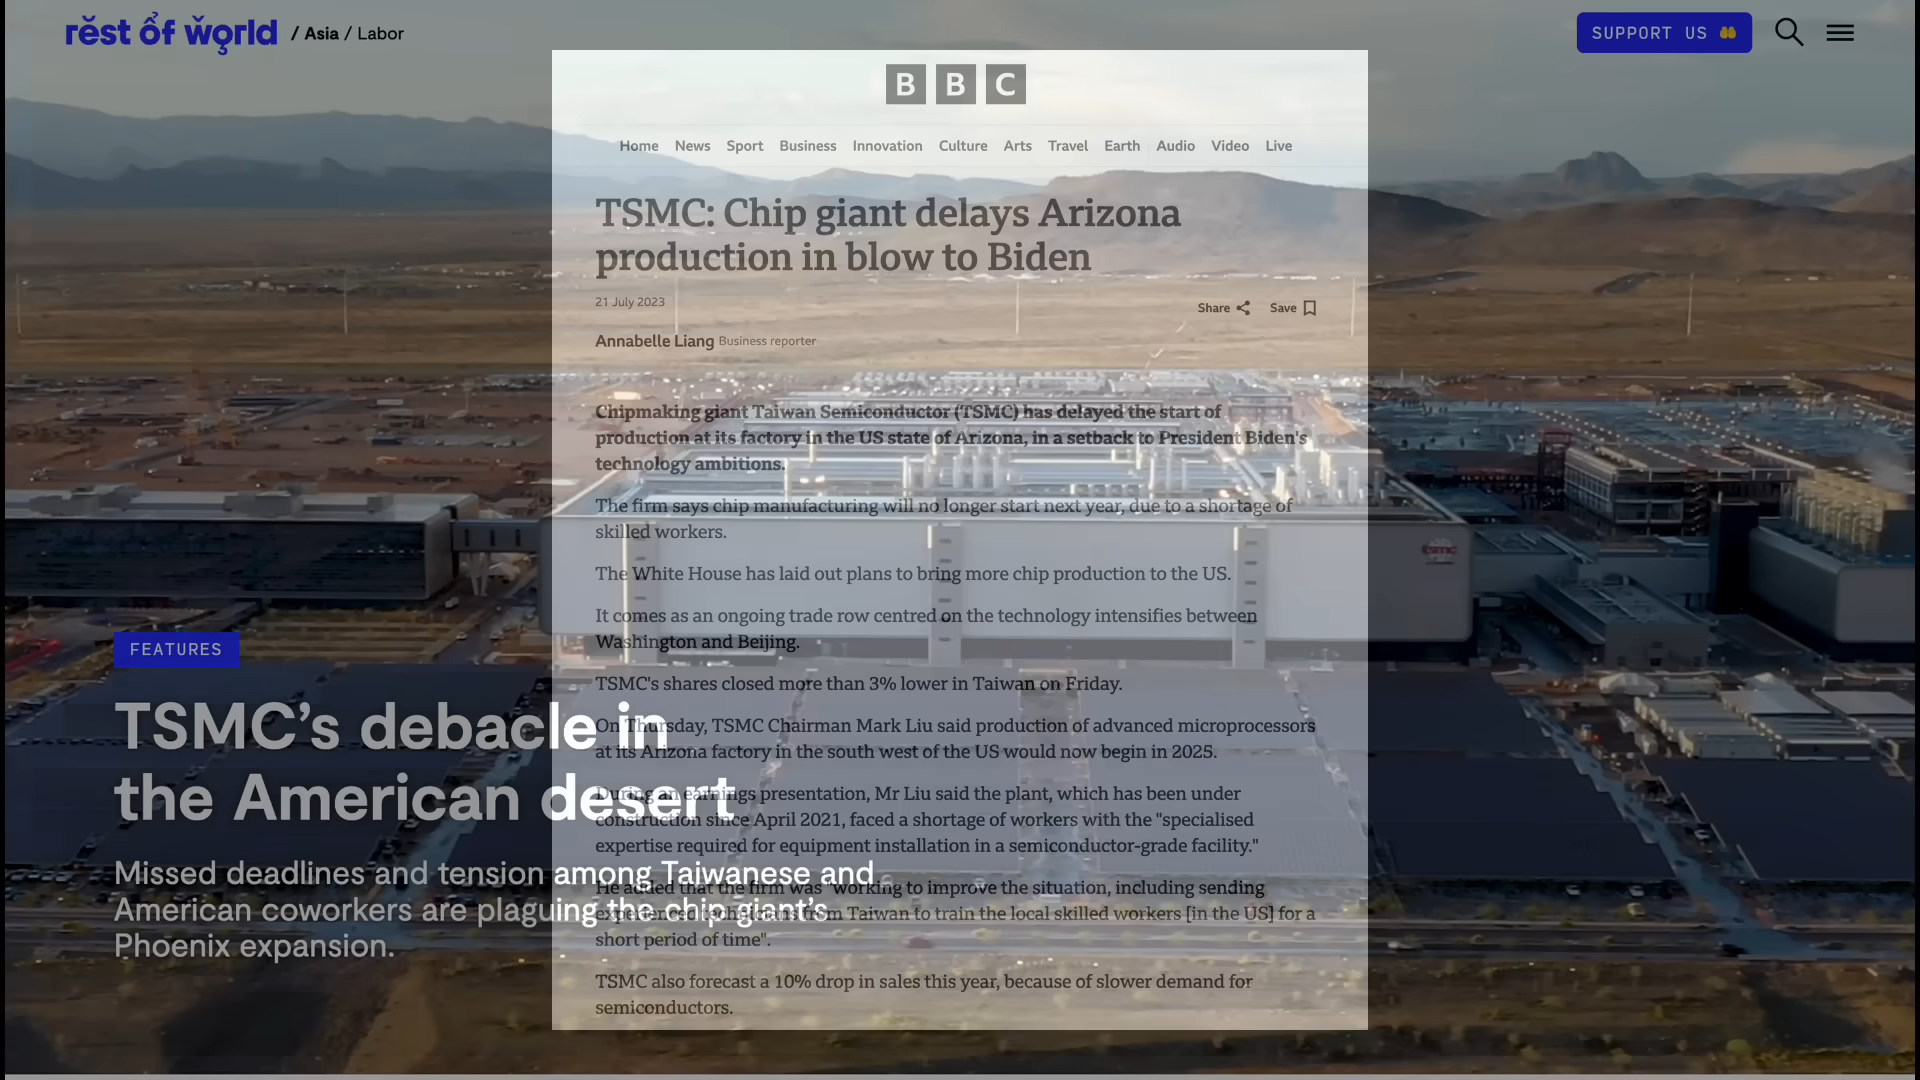 rĕst ỗf w̆o̧rld / Asia / Labor
SUPPORT US
BBC
Home News Sport Business Innovation Culture Arts Travel Earth Audio Video Live
TSMC: Chip giant delays Arizona
production in blow to Biden
21 July 2023
Share Save
Annabelle Liang Business reporter
Chipmaking giant Taiwan Semiconductor (TSMC) has delayed the start of
production at its factory in the US state of Arizona, in a setback to President Biden's
technology ambitions.
The firm says chip manufacturing will no longer start next year, due to a shortage of
skilled workers.
The White House has laid out plans to bring more chip production to the US.
It comes as an ongoing trade row centred on the technology intensifies between
Washington and Beijing.
TSMC's shares closed more than 3% lower in Taiwan on Friday.
On Thursday, TSMC Chairman Mark Liu said production of advanced microprocessors
at its Arizona factory in the south west of the US would now begin in 2025.
During an earnings presentation, Mr Liu said the plant, which has been under
construction since April 2021, faced a shortage of workers with the "specialised
expertise required for equipment installation in a semiconductor-grade facility."
He added that the firm was "working to improve the situation, including sending
experienced technicians from Taiwan to train the local skilled workers [in the US] for a
short period of time".
TSMC also forecast a 10% drop in sales this year, because of slower demand for
semiconductors.
tsmc
FEATURES
TSMC’s debacle in
the American desert
Missed deadlines and tension among Taiwanese and
American coworkers are plaguing the chip giant’s
Phoenix expansion.